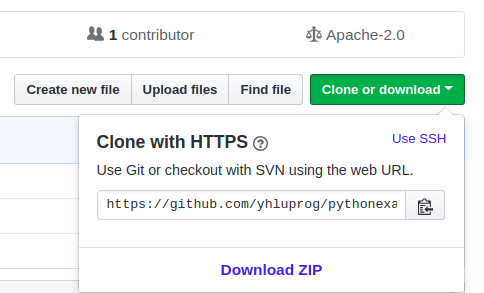 1 contributor
Apache-2.0
Create new file
Upload files
Find file
Clone or download
Clone with HTTPS ?
Use SSH
Use Git or checkout with SVN using the web URL.
https://github.com/yhluprog/pythonexa
Download ZIP